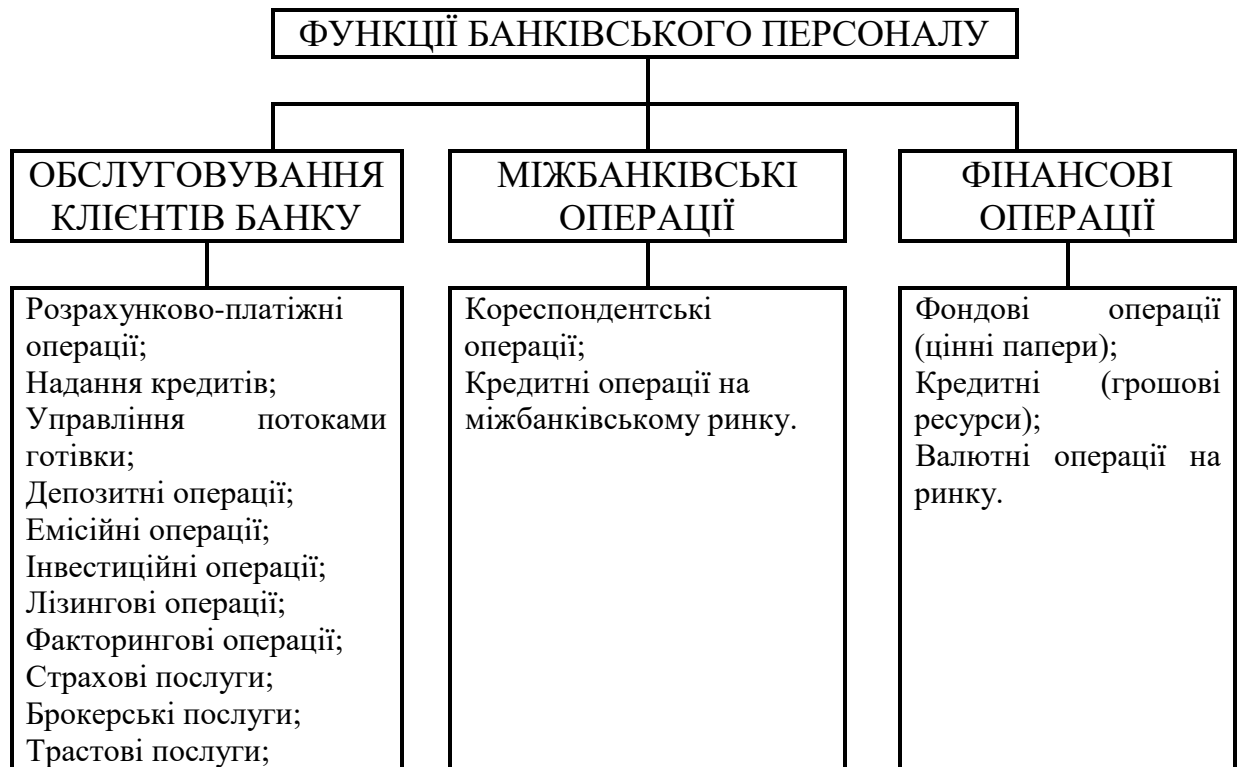 ФУНКЦІЇ БАНКІВСЬКОГО ПЕРСОНАЛУ
ОБСЛУГОВУВАННЯ
КЛІЄНТІВ БАНКУ
МІЖБАНКІВСЬКІ
ОПЕРАЦІЇ
ФІНАНСОВІ
ОПЕРАЦІЇ
Розрахунково-платіжні
операції;
Надання кредитів;
Управління потоками
готівки;
Депозитні операції;
Емісійні операції;
Інвестиційні операції;
Лізингові операції;
Факторингові операції;
Страхові послуги;
Брокерські послуги;
Трастові послуги;
Кореспондентські
операції;
Кредитні операції на
міжбанківському ринку.
Фондові операції
(цінні папери);
Кредитні (грошові
ресурси);
Валютні операції на
ринку.